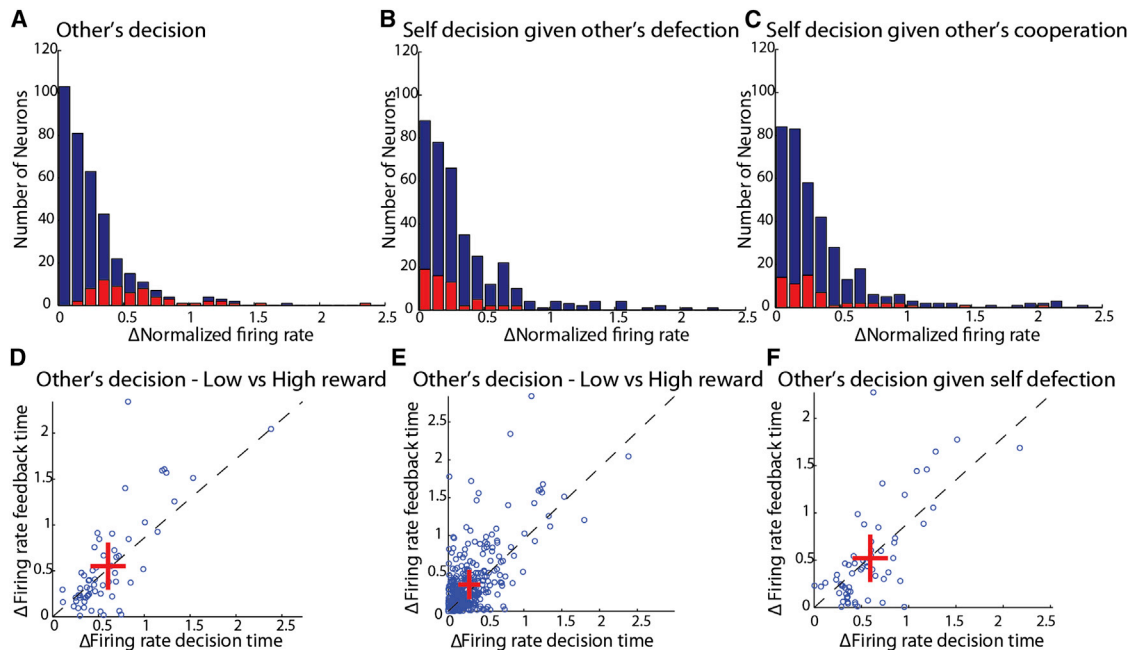 A Other's decision
120
100
80
60
40
20
0
Number of Neurons
0 0.5 1 1.5 2 2.5
ΔNormalized firing rate
B Self decision given other's defection
120
100
80
60
40
20
0
Number of Neurons
0 0.5 1 1.5 2 2.5
ΔNormalized firing rate
C Self decision given other's cooperation
120
100
80
60
40
20
0
Number of Neurons
0 0.5 1 1.5 2 2.5
ΔNormalized firing rate
D Other's decision - Low vs High reward
2
1.5
1
0.5
0
Δ Firing rate feedback time
0 0.5 1 1.5 2 2.5
ΔFiring rate decision time
E Other's decision - Low vs High reward
2.5
2
1.5
1
0.5
0
Δ Firing rate feedback time
0 0.5 1 1.5 2 2.5
ΔFiring rate decision time
F Other's decision given self defection
2
1.5
1
0.5
0
Δ Firing rate feedback time
0 0.5 1 1.5 2 2.5
ΔFiring rate decision time